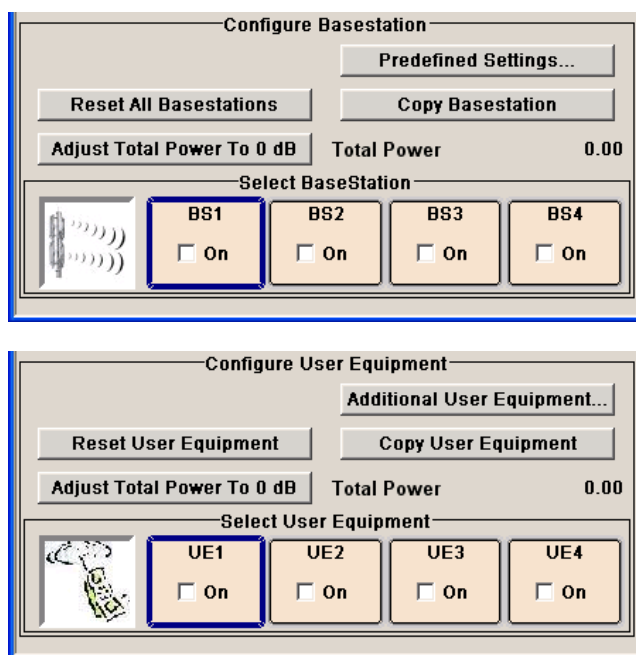 Configure Basestation
Predefined Settings...
Reset All Basestations
Copy Basestation
Adjust Total Power To 0 dB
Total Power 0.00
Select BaseStation
BS1 BS2 BS3 BS4
On On On On
Configure User Equipment
Additional User Equipment...
Reset User Equipment
Copy User Equipment
Adjust Total Power To 0 dB
Total Power 0.00
Select User Equipment
UE1 UE2 UE3 UE4
On On On On